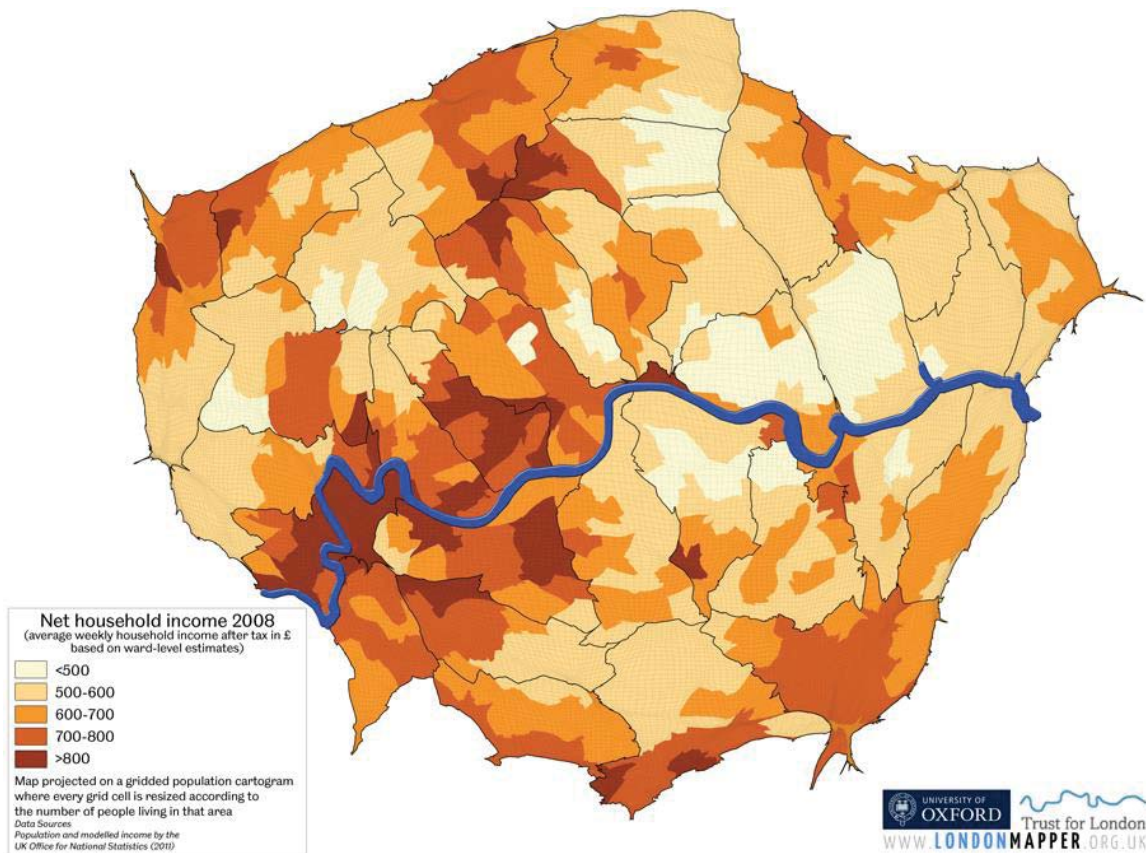 Net household income 2008
(average weekly household income after tax in £
based on ward-level estimates)
<500
500-600
600-700
700-800
>800
Map projected on a gridded population cartogram
where every grid cell is resized according to
the number of people living in that area
Data Sources
Population and modelled income by the
UK Office for National Statistics (2011)
UNIVERSITY OF
OXFORD
Trust for London
WWW.LONDONMAPPER.ORG.UK